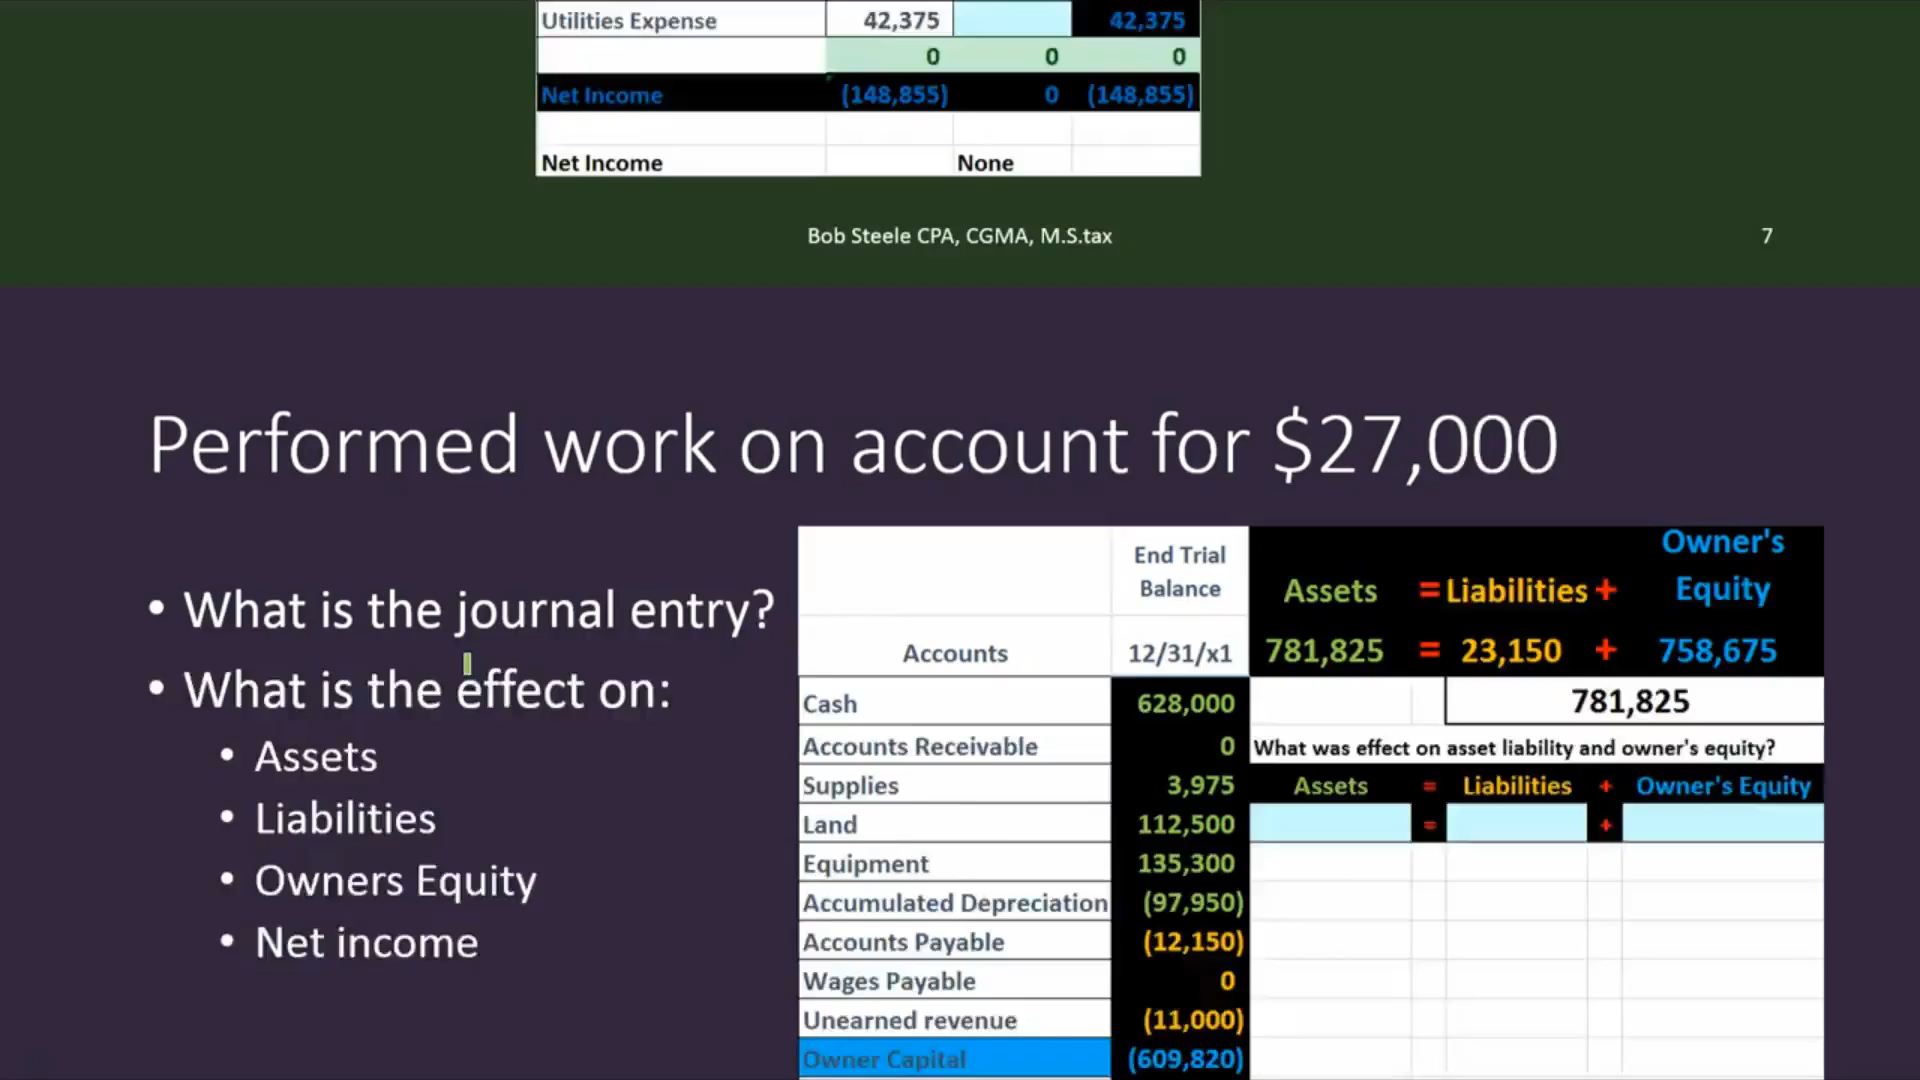 Utilities Expense 42,375 42,375
0 0 0
Net Income (148,855) 0 (148,855)
Net Income None
Bob Steele CPA, CGMA, M.S.tax 7
Performed work on account for $27,000
• What is the journal entry?
• What is the effect on:
• Assets
• Liabilities
• Owners Equity
• Net income
End Trial
Balance
Accounts 12/31/x1
Cash 628,000
Accounts Receivable 0
Supplies 3,975
Land 112,500
Equipment 135,300
Accumulated Depreciation (97,950)
Accounts Payable (12,150)
Wages Payable 0
Unearned revenue (11,000)
Owner Capital (609,820)
Owner's
Assets = Liabilities + Equity
781,825 = 23,150 + 758,675
781,825
What was effect on asset liability and owner's equity?
Assets = Liabilities + Owner's Equity
= +